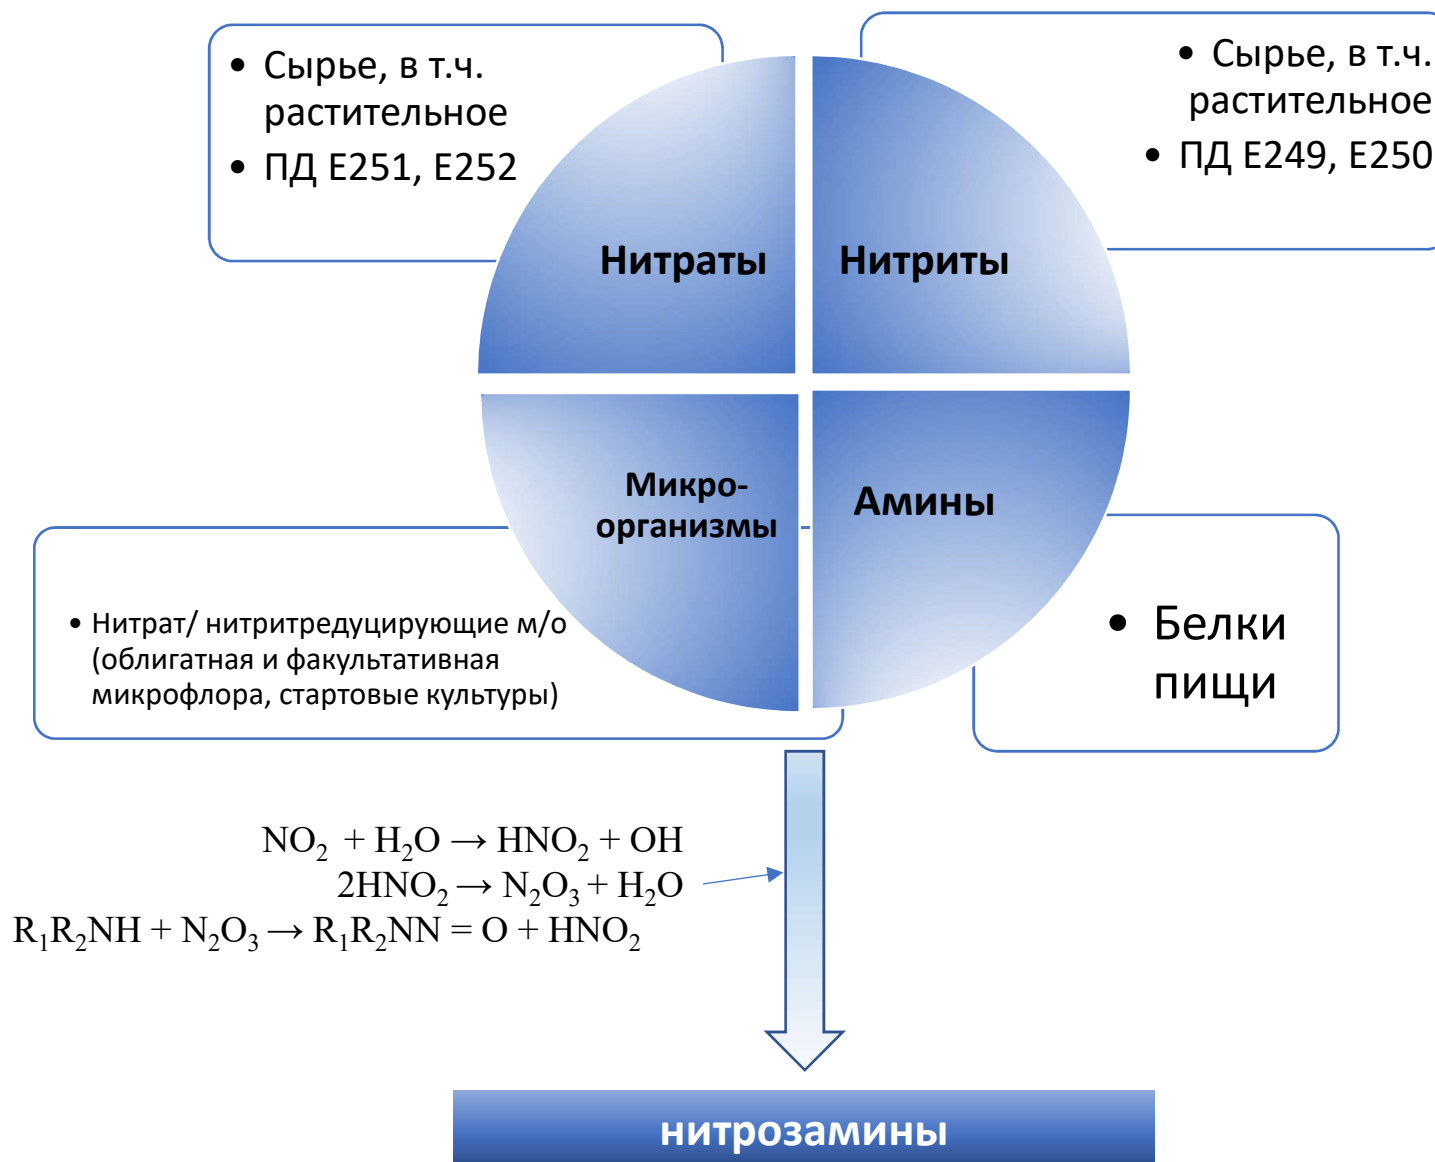 • Сырье, в т.ч.
растительное
• ПД Е251, Е252
• Сырье, в т.ч.
растительное
• ПД Е249, Е250
Нитраты
Нитриты
Микро-
организмы
Амины
• Нитрат/ нитритредуцирующие м/о
(облигатная и факультативная
микрофлора, стартовые культуры)
• Белки
пищи
NO₂ + H₂O → HNO₂ + OH
2HNO₂ → N₂O₃ + H₂O
R₁R₂NH + N₂O₃ → R₁R₂NN = O + HNO₂
нитрозамины